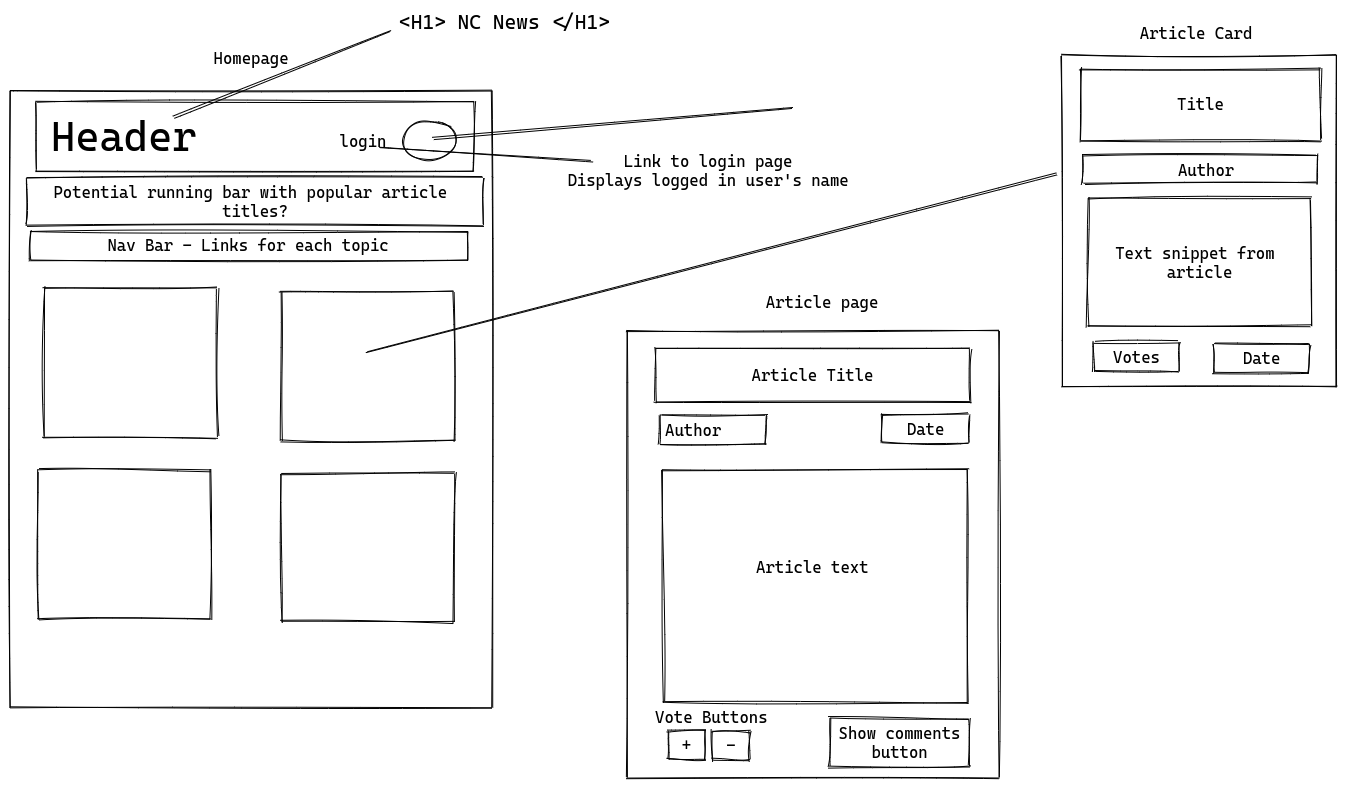 <H1> NC News </H1>
Homepage
Header
login
Link to login page
Displays logged in user's name
Potential running bar with popular article
titles?
Nav Bar - Links for each topic
Article Card
Title
Author
Text snippet from
article
Votes
Date
Article page
Article Title
Author
Date
Article text
Vote Buttons
+
-
Show comments
button